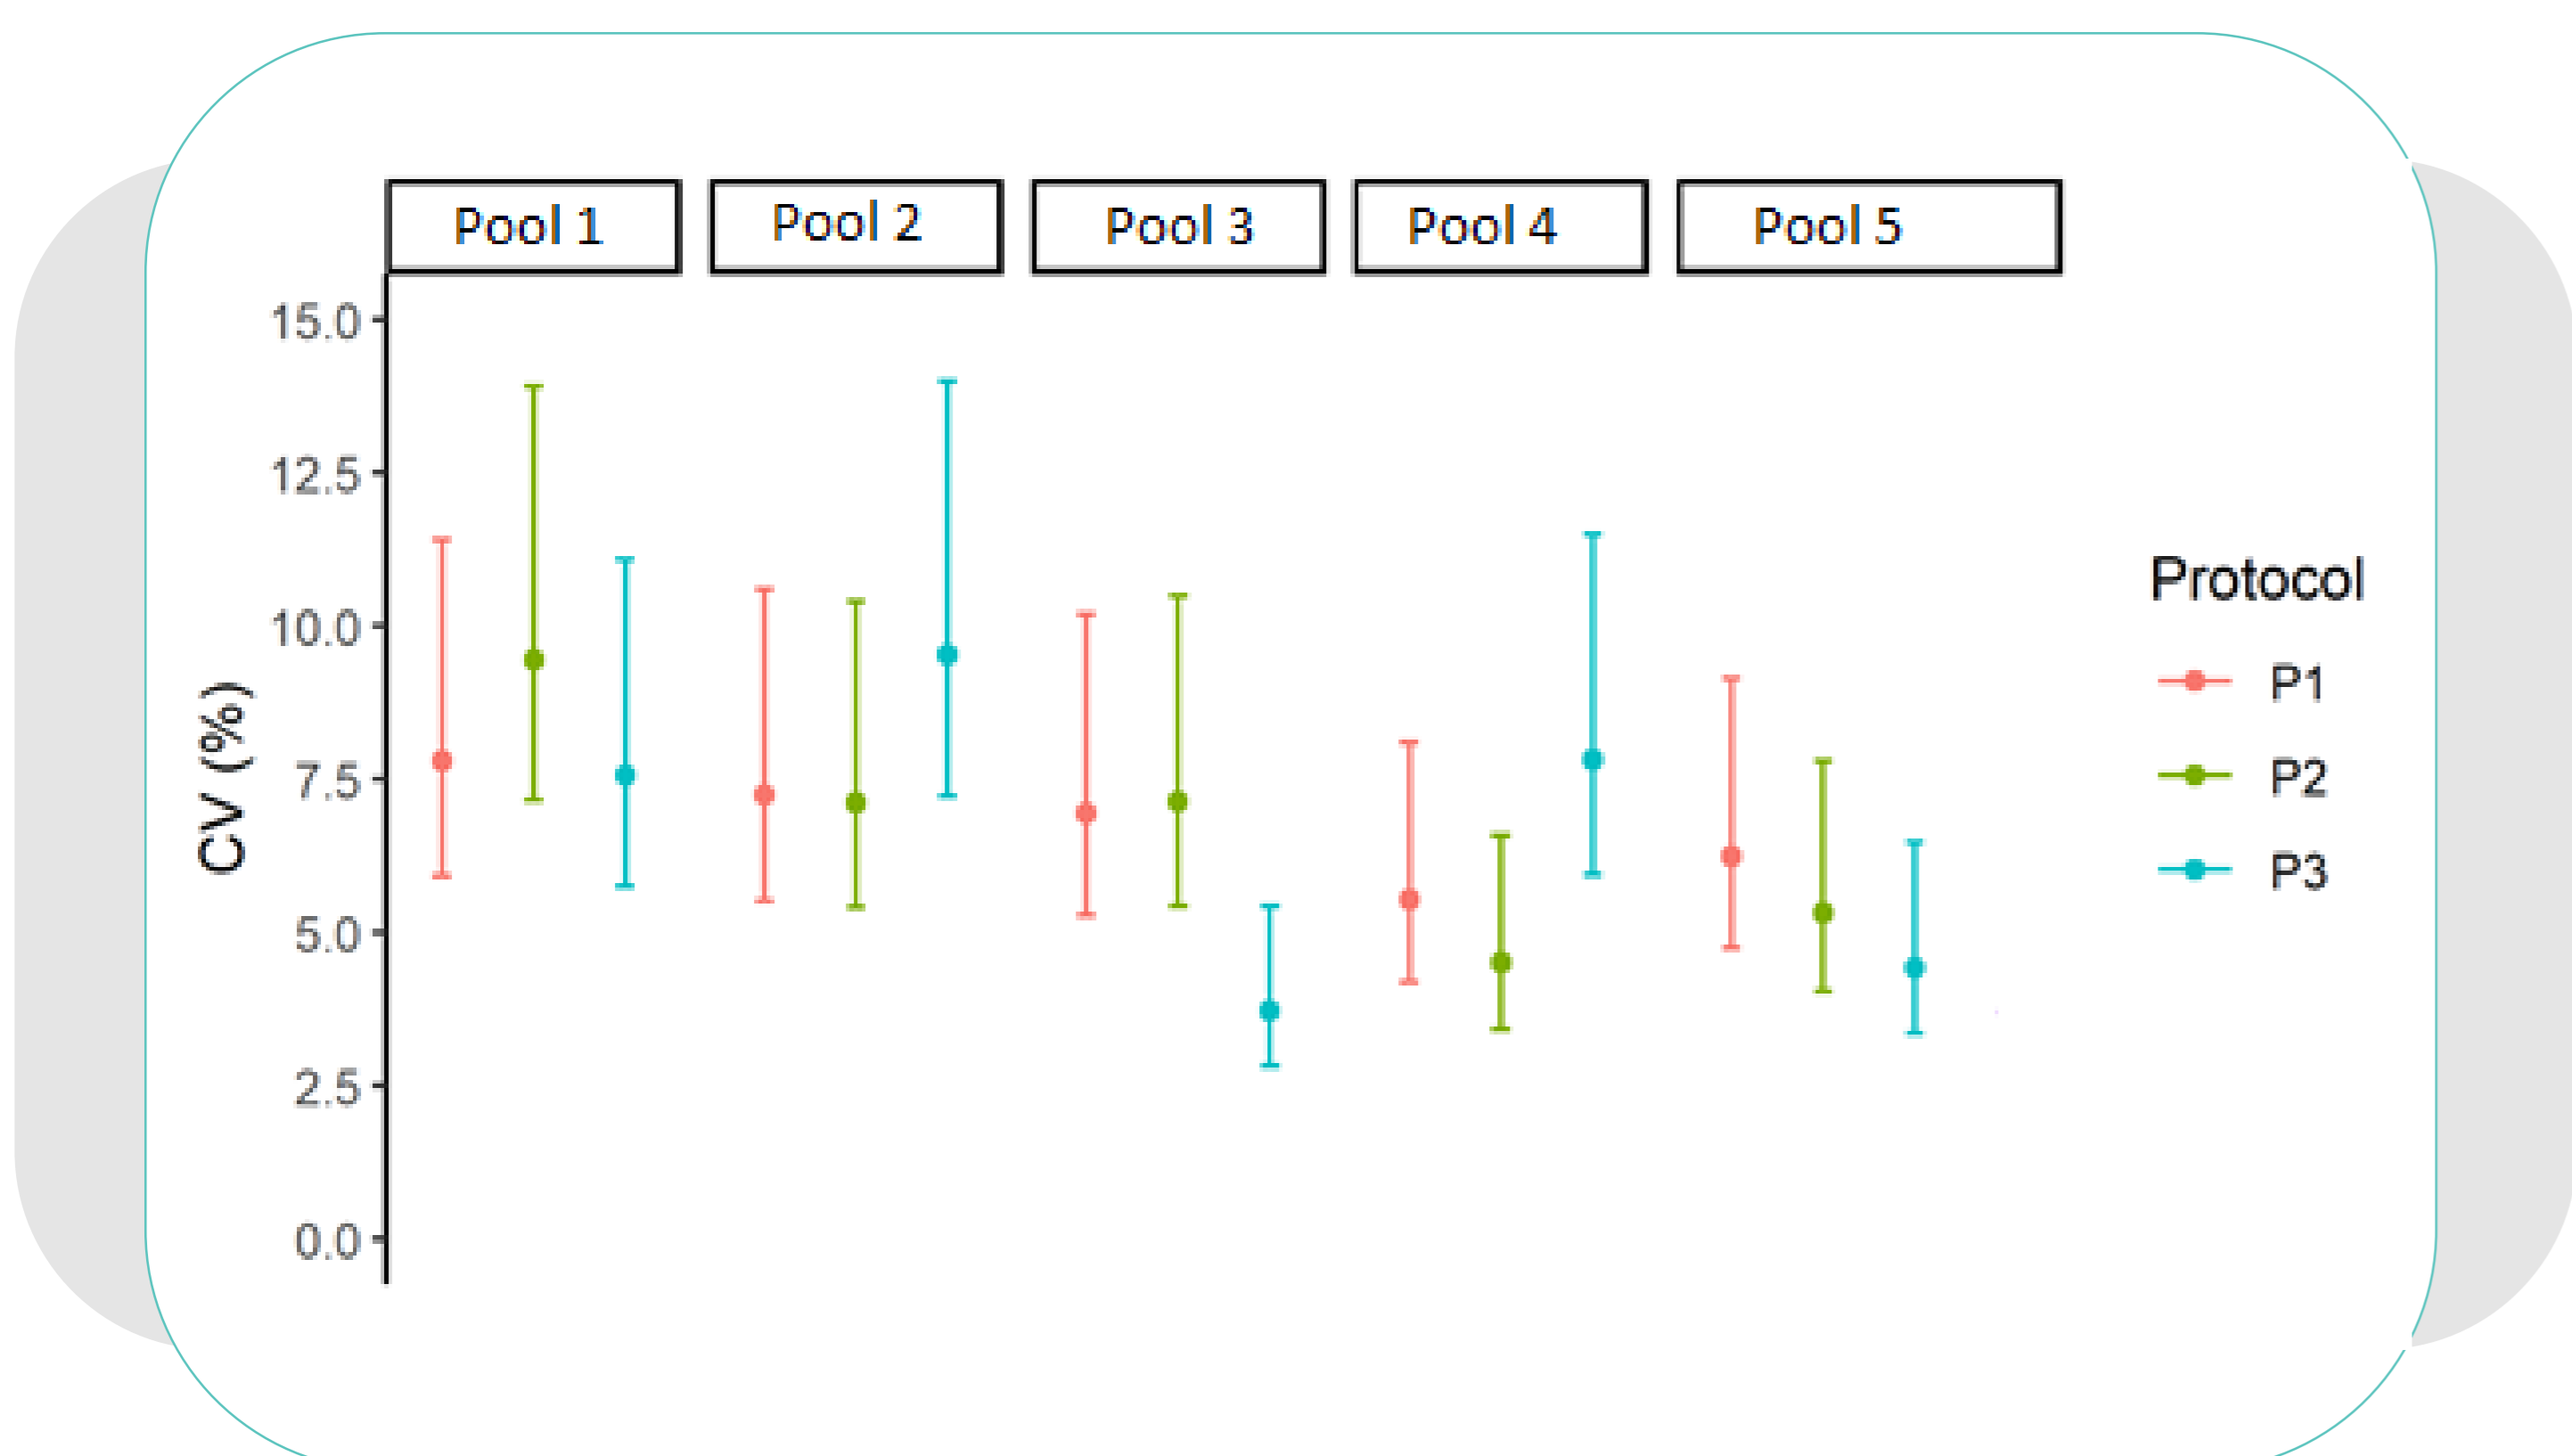 Pool 1
Pool 2
Pool 3
Pool 4
Pool 5
15.0
12.5
10.0
7.5
5.0
2.5
0.0
CV (%)
Protocol
P1
P2
P3